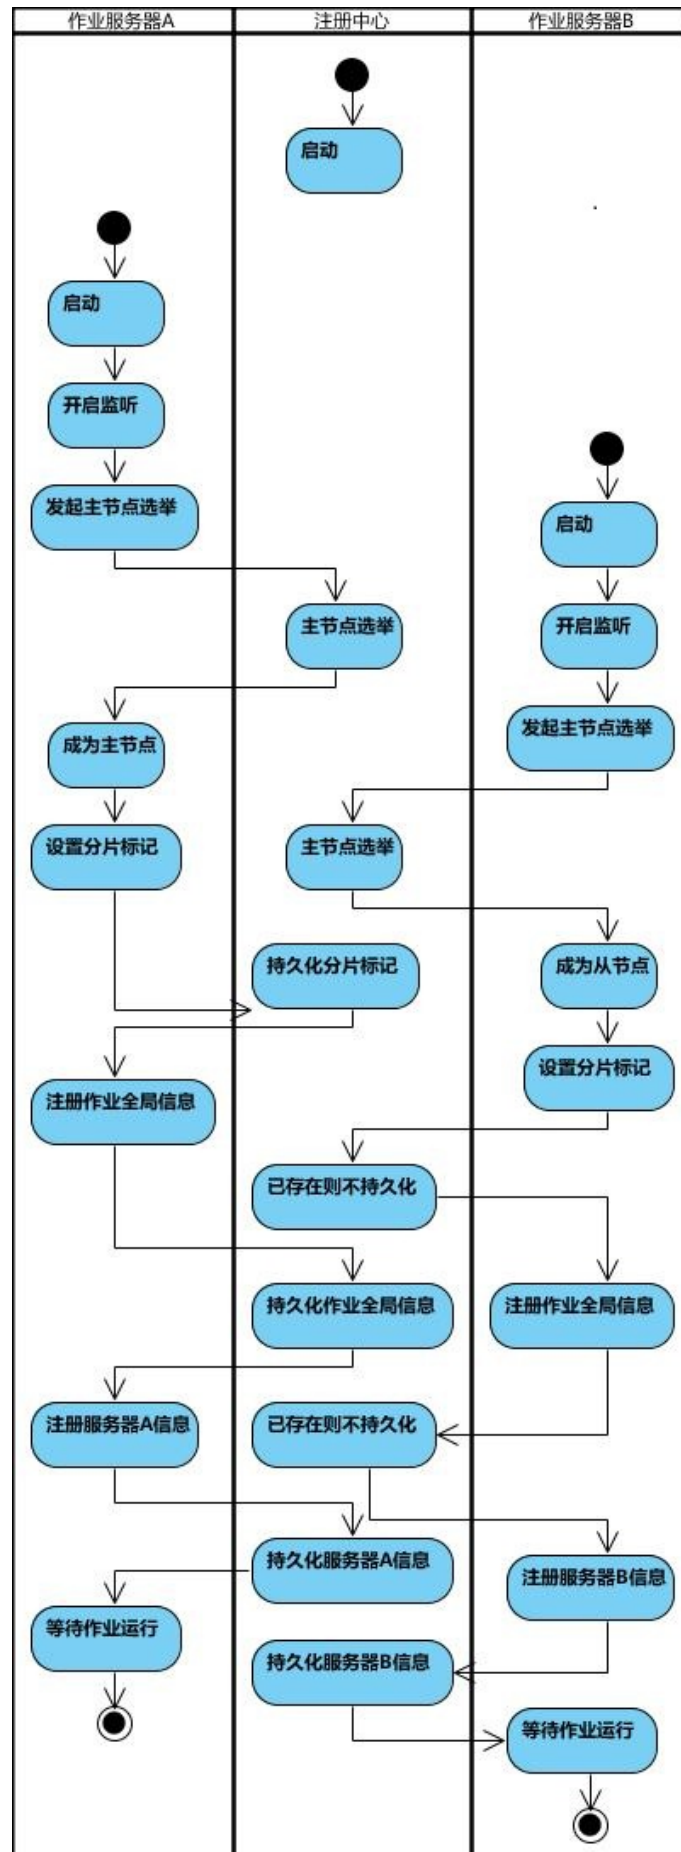 作业服务器A
注册中心
作业服务器B
启动
启动
开启监听
发起主节点选举
启动
主节点选举
开启监听
成为主节点
发起主节点选举
设置分片标记
主节点选举
持久化分片标记
成为从节点
注册作业全局信息
设置分片标记
已存在则不持久化
持久化作业全局信息
注册作业全局信息
注册服务器A信息
已存在则不持久化
持久化服务器A信息
注册服务器B信息
等待作业运行
持久化服务器B信息
等待作业运行